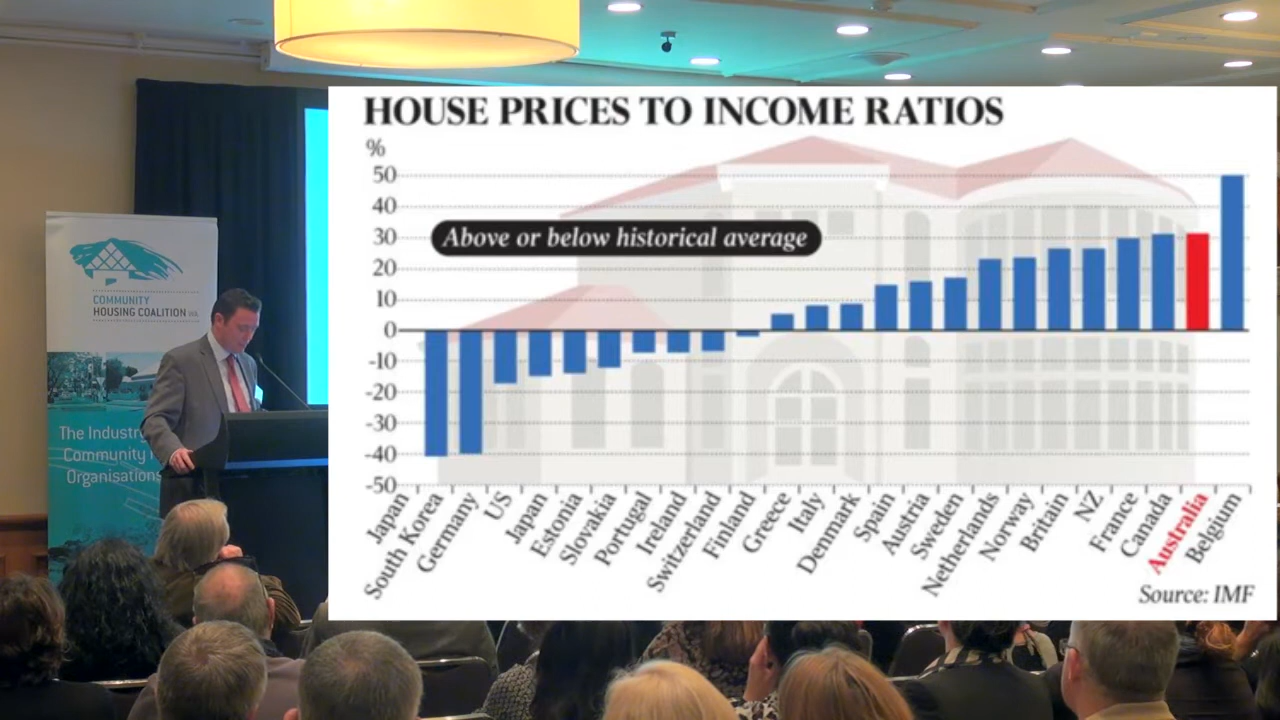 HOUSE PRICES TO INCOME RATIOS
%
50
40
30
20
10
0
-10
-20
-30
-40
-50
Above or below historical average
Japan
South Korea
Germany
US
Japan
Estonia
Slovakia
Portugal
Ireland
Switzerland
Finland
Greece
Italy
Denmark
Spain
Austria
Sweden
Netherlands
Norway
Britain
NZ
France
Canada
Australia
Belgium
Source: IMF
COMMUNITY
HOUSING COALITION
The Industry
Community
Organisations